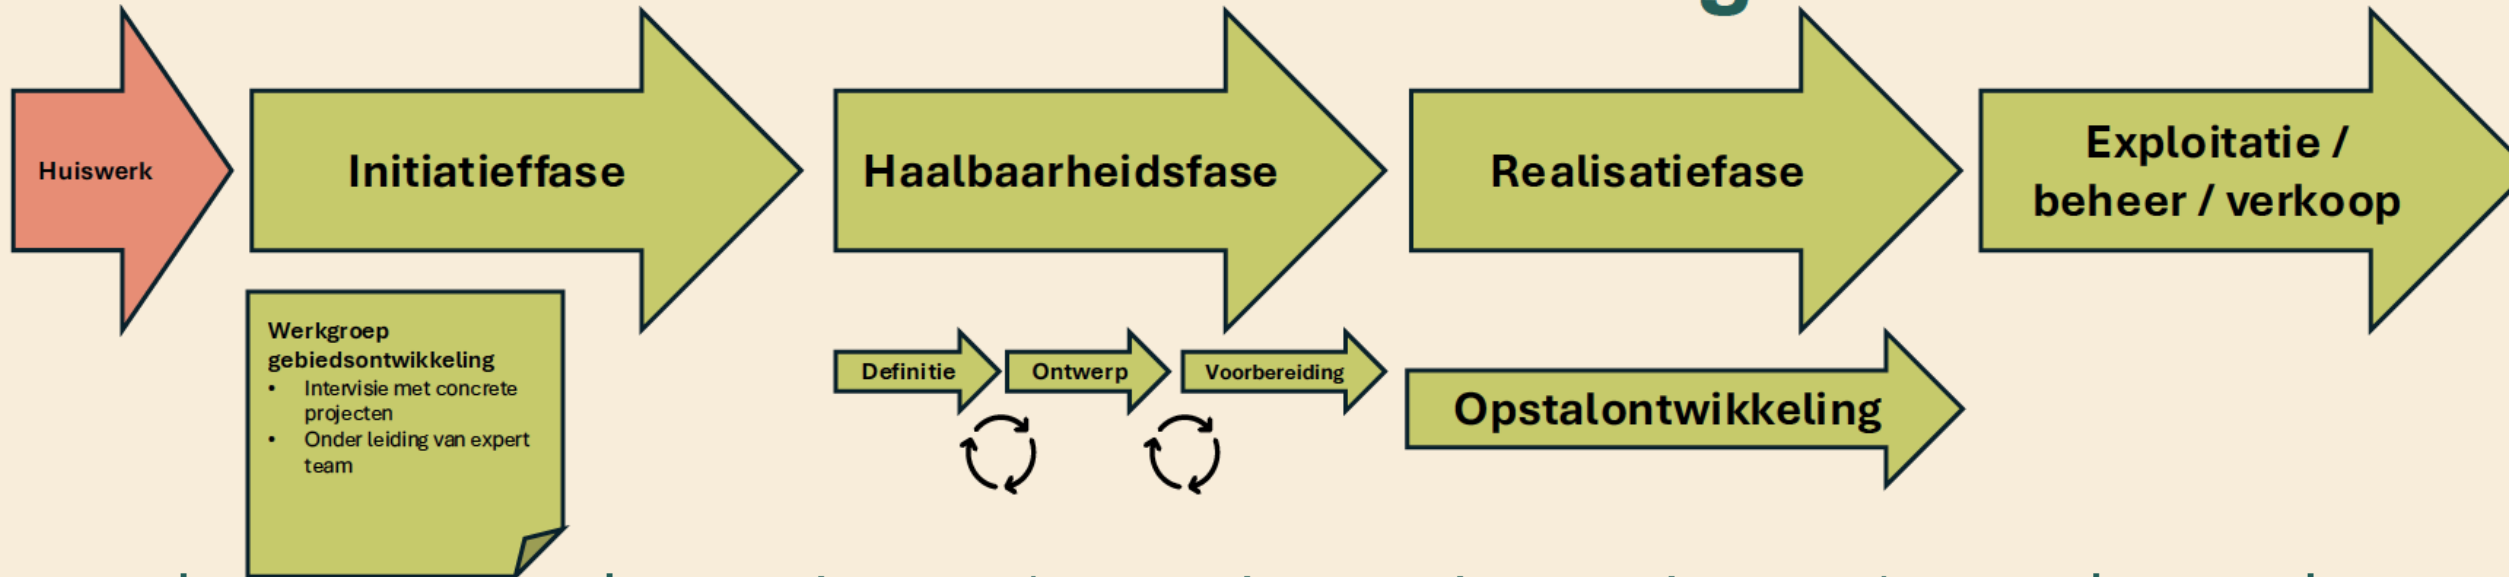 Huiswerk
Initiatieffase
Haalbaarheidsfase
Realisatiefase
Exploitatie /
beheer / verkoop
Werkgroep
gebiedsontwikkeling
• Intervisie met concrete
projecten
• Onder leiding van expert
team
Definitie
Ontwerp
Voorbereiding
Opstalontwikkeling